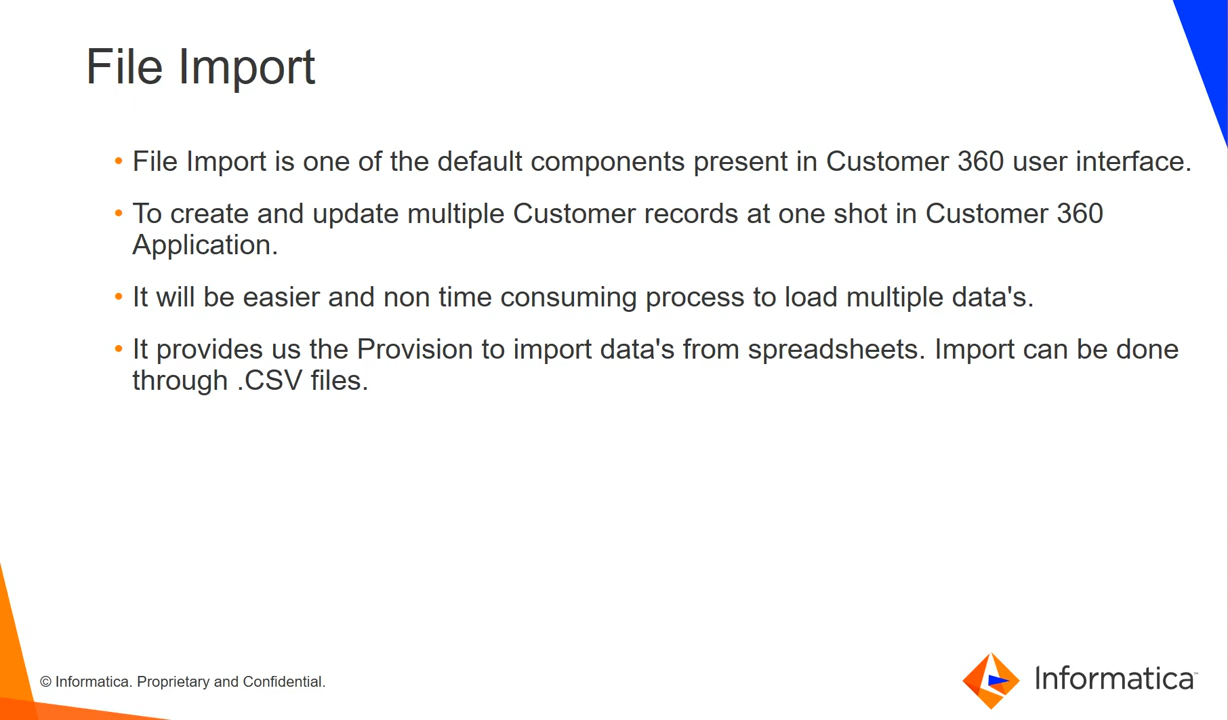 File Import
• File Import is one of the default components present in Customer 360 user interface.
• To create and update multiple Customer records at one shot in Customer 360
Application.
• It will be easier and non time consuming process to load multiple data's.
• It provides us the Provision to import data's from spreadsheets. Import can be done
through .CSV files.
© Informatica. Proprietary and Confidential.
Informatica™